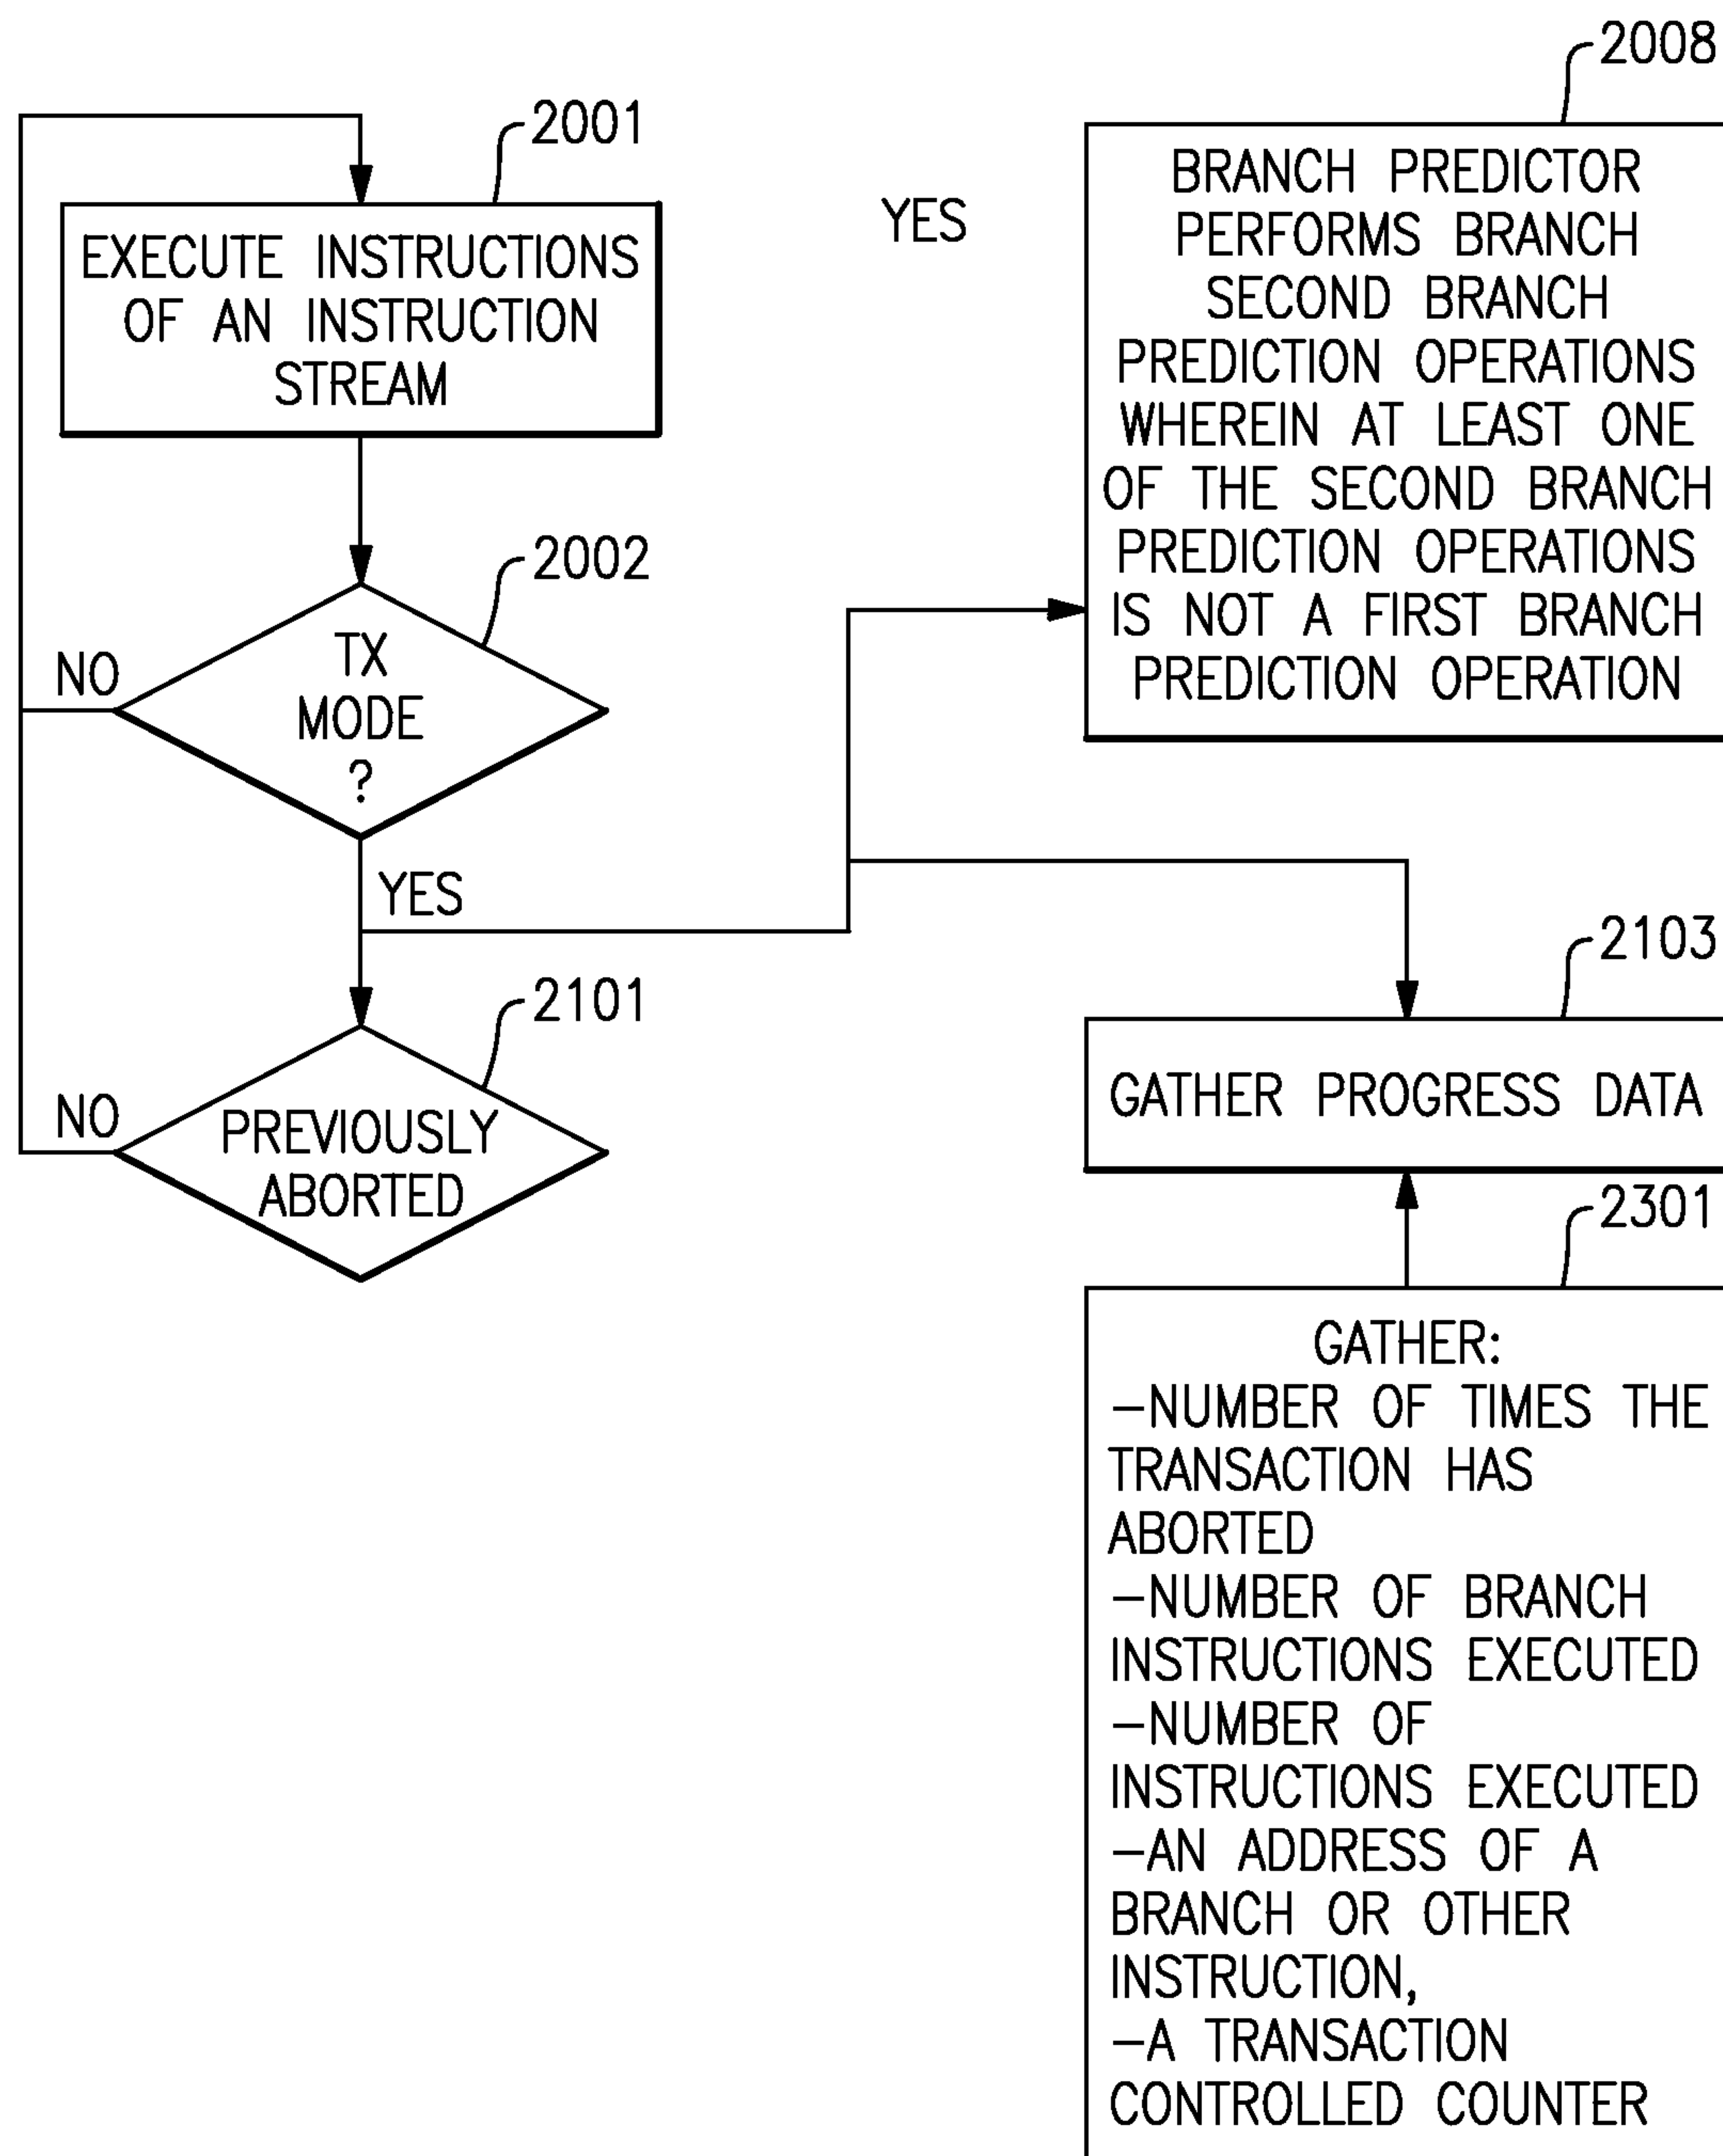 2001
EXECUTE INSTRUCTIONS
OF AN INSTRUCTION
STREAM
2002
TX
MODE
?
NO
YES
2101
PREVIOUSLY
ABORTED
NO
YES
2008
BRANCH PREDICTOR
PERFORMS BRANCH
SECOND BRANCH
PREDICTION OPERATIONS
WHEREIN AT LEAST ONE
OF THE SECOND BRANCH
PREDICTION OPERATIONS
IS NOT A FIRST BRANCH
PREDICTION OPERATION
2103
GATHER PROGRESS DATA
2301
GATHER:
-NUMBER OF TIMES THE
TRANSACTION HAS
ABORTED
-NUMBER OF BRANCH
INSTRUCTIONS EXECUTED
-NUMBER OF
INSTRUCTIONS EXECUTED
-AN ADDRESS OF A
BRANCH OR OTHER
INSTRUCTION,
-A TRANSACTION
CONTROLLED COUNTER